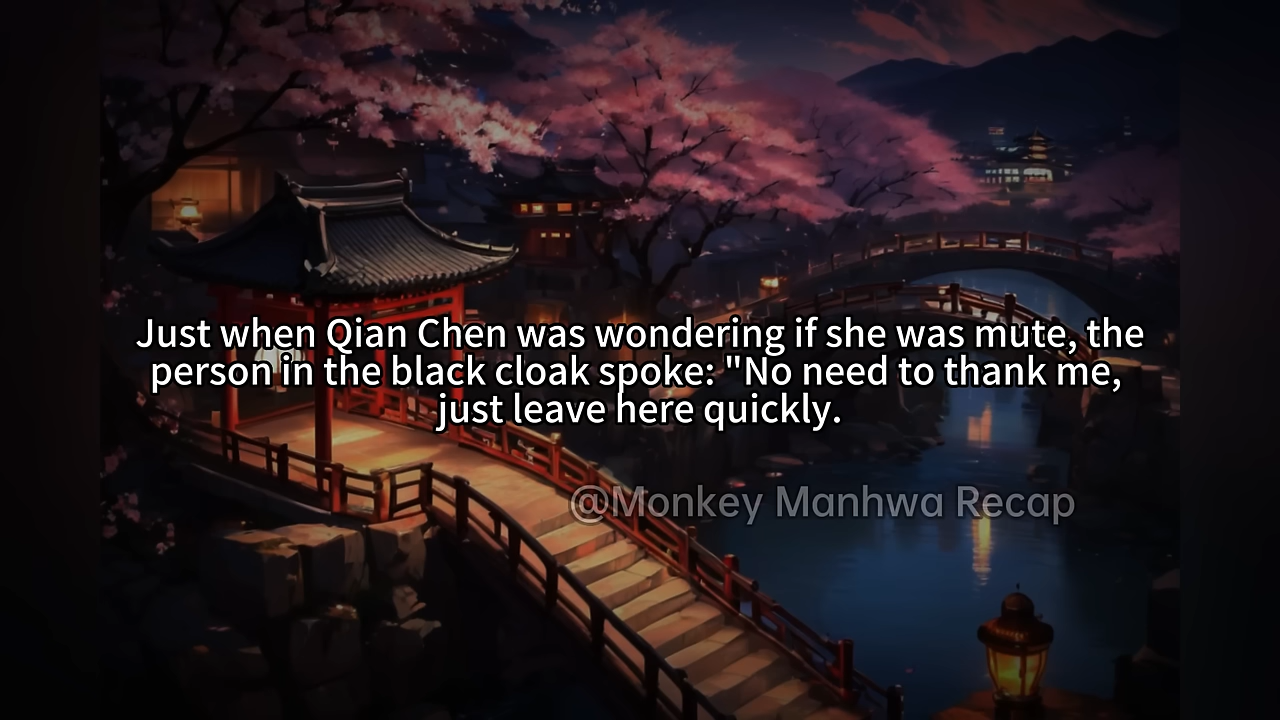 Just when Qian Chen was wondering if she was mute, the
person in the black cloak spoke: "No need to thank me,
just leave here quickly.
@Monkey Manhwa Recap